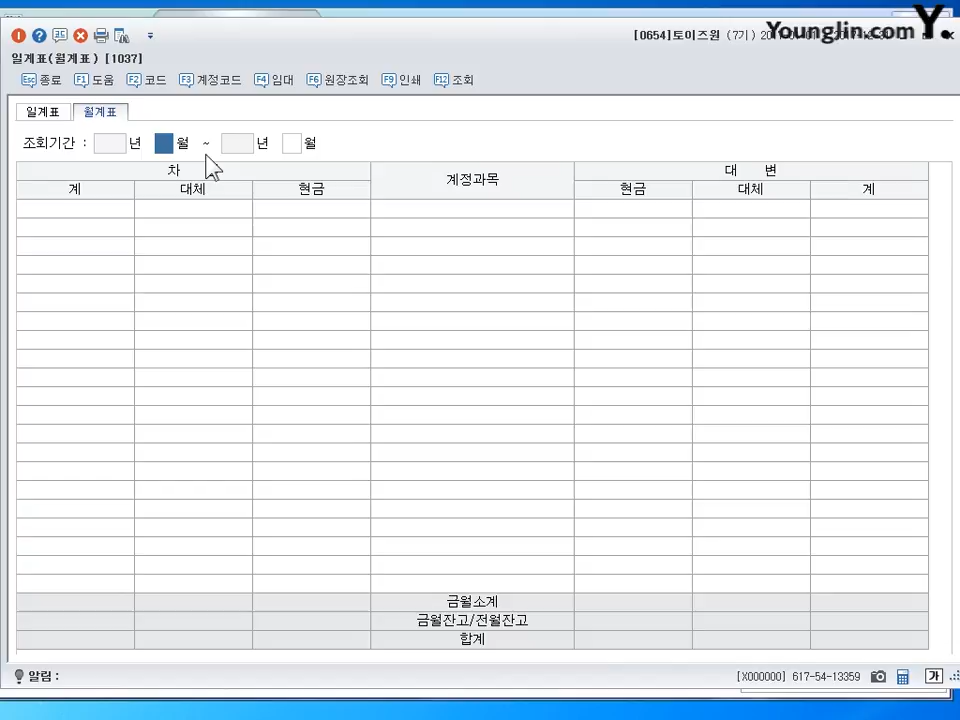 Younglin.com
[0654]토이즈원 (7기)
일계표(월계표) [1037]
Esc 종료 F1 도움 F2 코드 F3 계정코드 F4 임대 F6 원장조회 F9 인쇄 F12 조회
일계표 월계표
조회기간 : 년 월 ~ 년 월
차 계정과목 대 변
계 대체 현금 현금 대체 계
금월소계
금월잔고/전월잔고
합계
알림 : [X000000] 617-54-13359 가